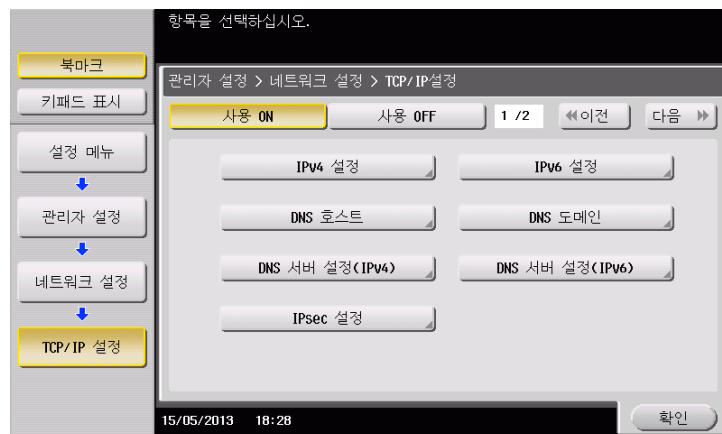 항목을 선택하십시오.
북마크
키패드 표시
설정 메뉴
관리자 설정
네트워크 설정
TCP/IP 설정
관리자 설정 > 네트워크 설정 > TCP/IP설정
사용 ON 사용 OFF 1 /2 이전 다음
IPv4 설정 IPv6 설정
DNS 호스트 DNS 도메인
DNS 서버 설정(IPv4) DNS 서버 설정(IPv6)
IPsec 설정
15/05/2013 18:28 확인